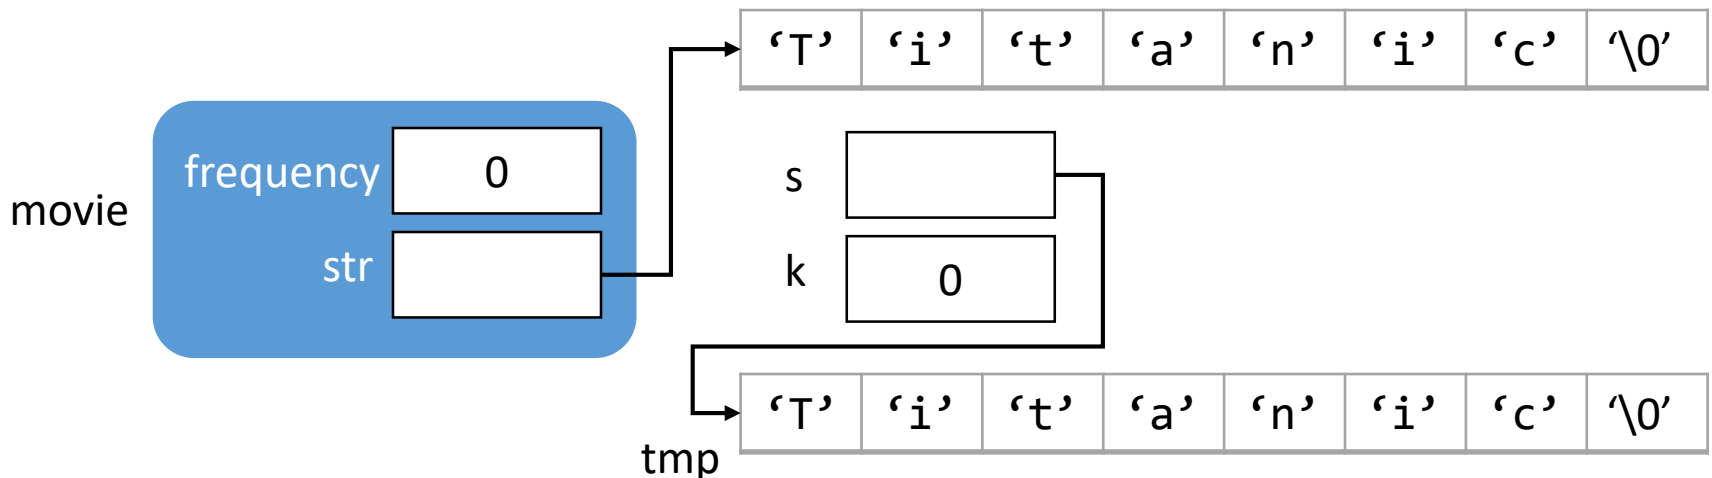 ‘T’ ‘i’ ‘t’ ‘a’ ‘n’ ‘i’ ‘c’ ‘\0’
frequency 0
movie
str
s
k 0
‘T’ ‘i’ ‘t’ ‘a’ ‘n’ ‘i’ ‘c’ ‘\0’
tmp